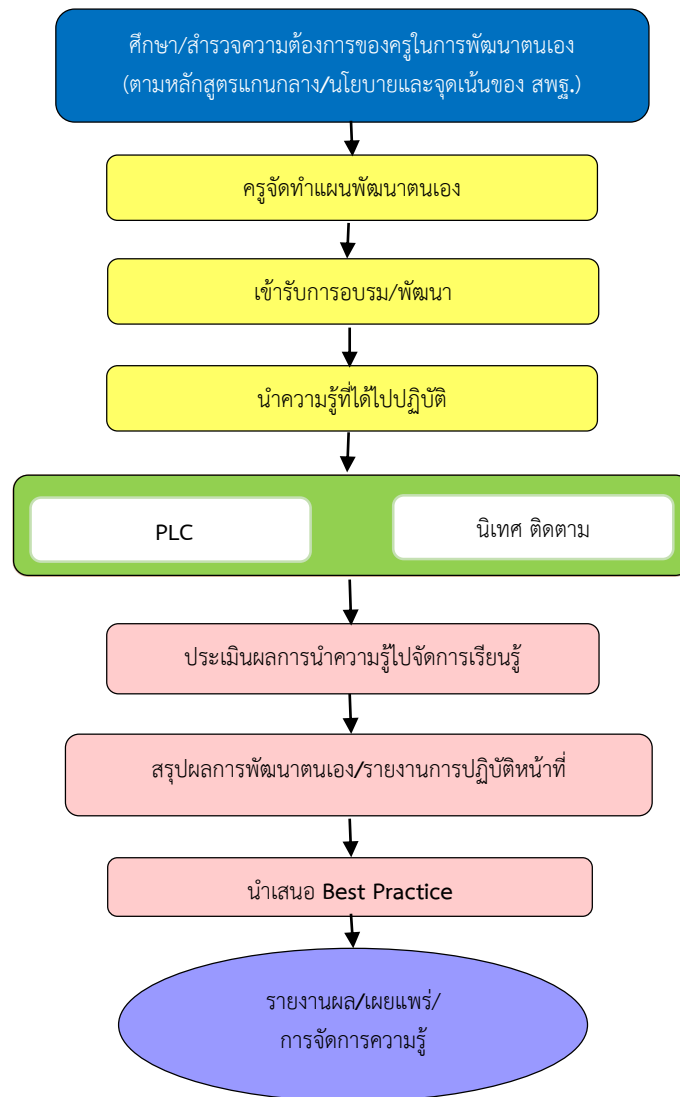 ศึกษา/สำรวจความต้องการของครูในการพัฒนาตนเอง
(ตามหลักสูตรแกนกลาง/นโยบายและจุดเน้นของ สพฐ.)
ครูจัดทำแผนพัฒนาตนเอง
เข้ารับการอบรม/พัฒนา
นำความรู้ที่ได้ไปปฏิบัติ
PLC
นิเทศ ติดตาม
ประเมินผลการนำความรู้ไปจัดการเรียนรู้
สรุปผลการพัฒนาตนเอง/รายงานการปฏิบัติหน้าที่
นำเสนอ Best Practice
รายงานผล/เผยแพร่/
การจัดการความรู้